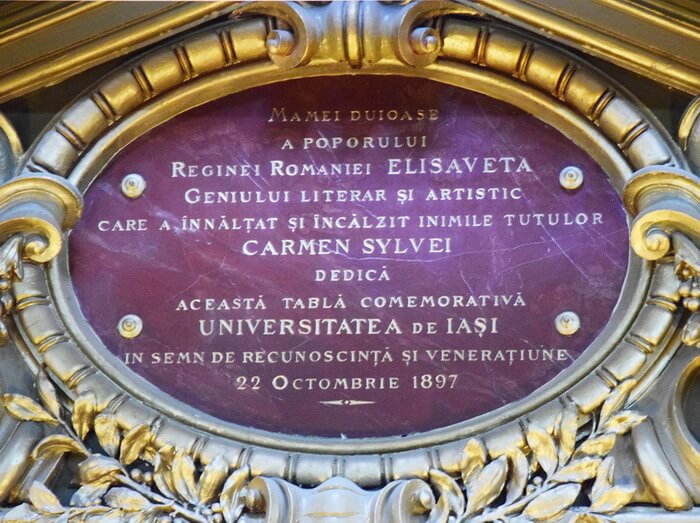 MAMEI DUIOASE
A POPORULUI
REGINEI ROMANIEI ELISAVETA
GENIULUI LITERAR ȘI ARTISTIC
CARE A ÎNNĂLȚAT ȘI ÎNCĂLZIT INIMILE TUTULOR
CARMEN SYLVEI
DEDICĂ
ACEASTĂ TABLĂ COMEMORATIVĂ
UNIVERSITATEA DE IAȘI
IN SEMN DE RECUNOSCINȚĂ ȘI VENERAȚIUNE
22 OCTOMBRIE 1897